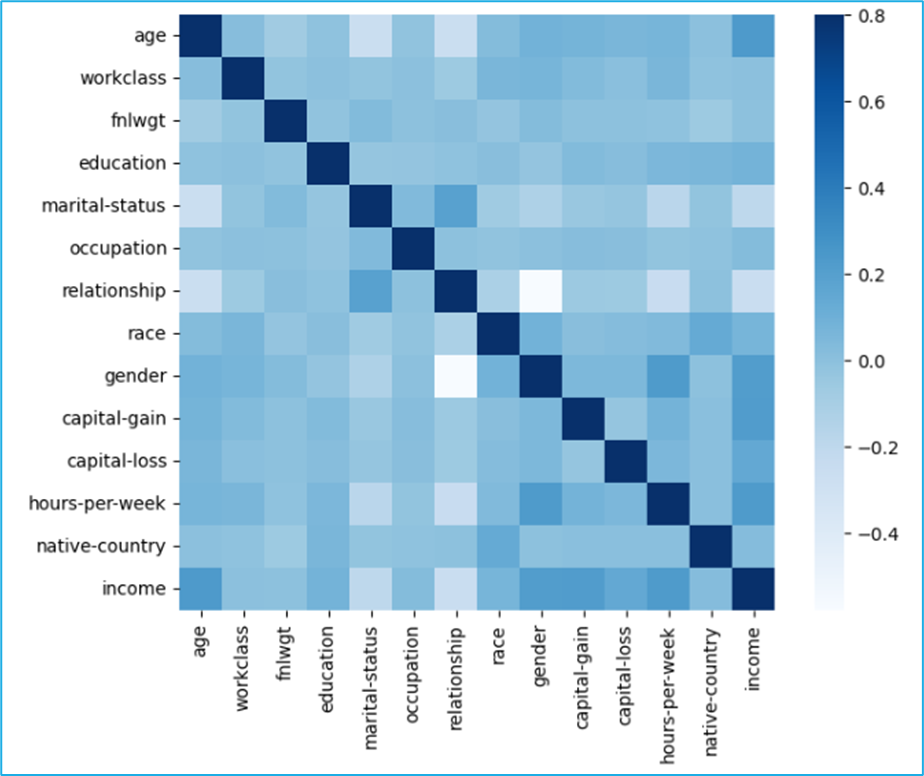 age
workclass
fnlwgt
education
marital-status
occupation
relationship
race
gender
capital-gain
capital-loss
hours-per-week
native-country
income
age
workclass
fnlwgt
education
marital-status
occupation
relationship
race
gender
capital-gain
capital-loss
hours-per-week
native-country
income
0.8
0.6
0.4
0.2
0.0
−0.2
−0.4